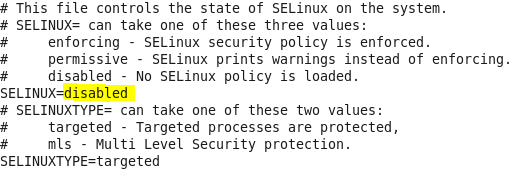 # This file controls the state of SELinux on the system.
# SELINUX= can take one of these three values:
#     enforcing - SELinux security policy is enforced.
#     permissive - SELinux prints warnings instead of enforcing.
#     disabled - No SELinux policy is loaded.
SELINUX=disabled
# SELINUXTYPE= can take one of these two values:
#     targeted - Targeted processes are protected,
#     mls - Multi Level Security protection.
SELINUXTYPE=targeted